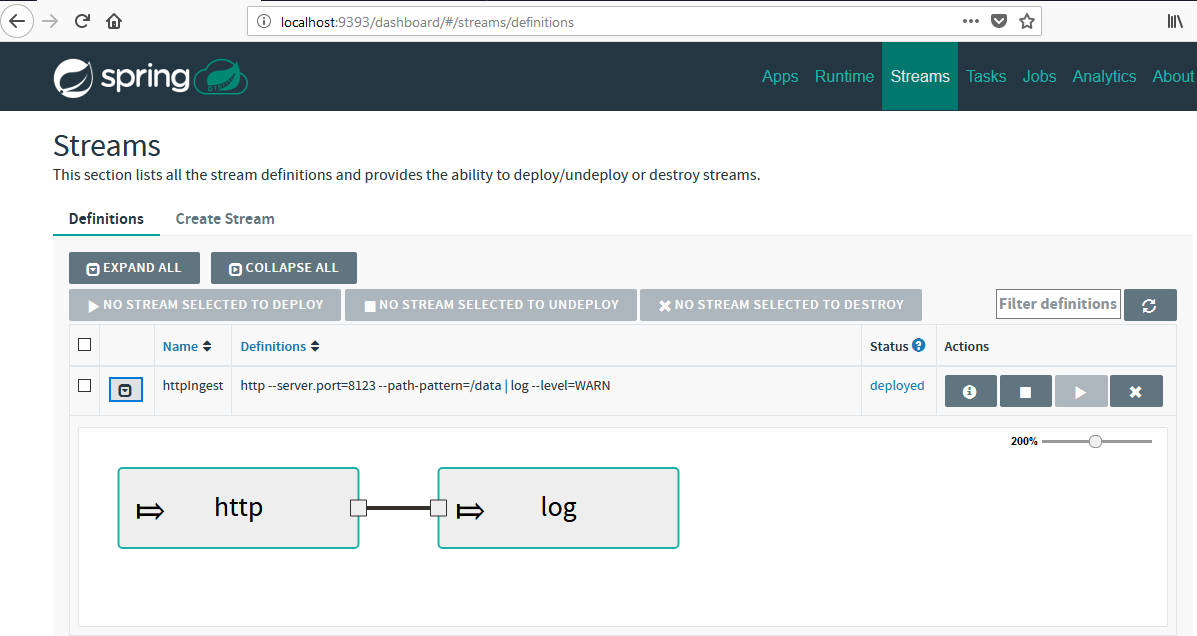 localhost:9393/dashboard/#/streams/definitions
spring
Apps Runtime Streams Tasks Jobs Analytics About
Streams
This section lists all the stream definitions and provides the ability to deploy/undeploy or destroy streams.
Definitions Create Stream
EXPAND ALL COLLAPSE ALL
NO STREAM SELECTED TO DEPLOY NO STREAM SELECTED TO UNDEPLOY NO STREAM SELECTED TO DESTROY Filter definitions
Name Definitions Status ? Actions
httpIngest http --server.port=8123 --path-pattern=/data | log --level=WARN deployed
200%
http log